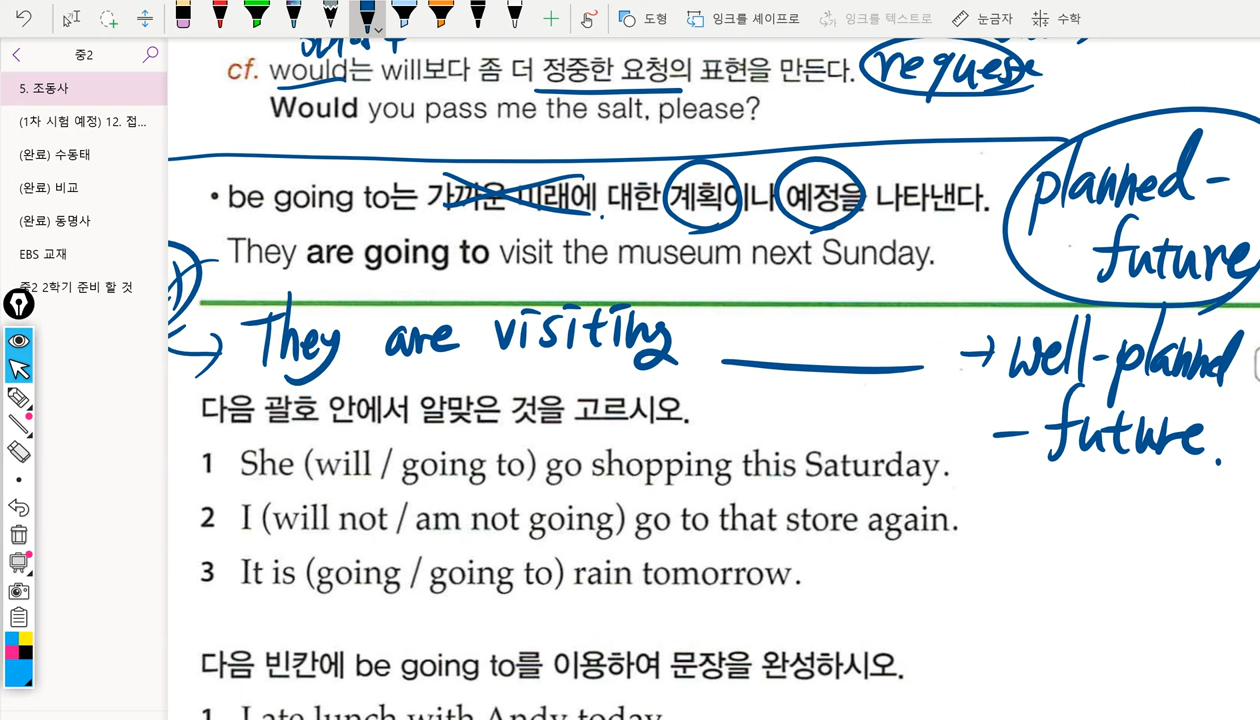 도형
잉크를 셰이프로
잉크를 텍스트로
눈금자
수학
중2
5. 조동사
(1차 시험 예정) 12. 접...
(완료) 수동태
(완료) 비교
(완료) 동명사
EBS 교재
중2 2학기 준비 할 것
cf. would는 will보다 좀 더 정중한 요청의 표현을 만든다. request
Would you pass me the salt, please?
• be going to는 가까운 미래에 대한 계획이나 예정을 나타낸다.
planned-
future
They are going to visit the museum next Sunday.
→ They are visiting
→ well-planned
- future.
다음 괄호 안에서 알맞은 것을 고르시오.
1 She (will / going to) go shopping this Saturday.
2 I (will not / am not going) go to that store again.
3 It is (going / going to) rain tomorrow.
다음 빈칸에 be going to를 이용하여 문장을 완성하시오.
1 I ate lunch with Andy today.